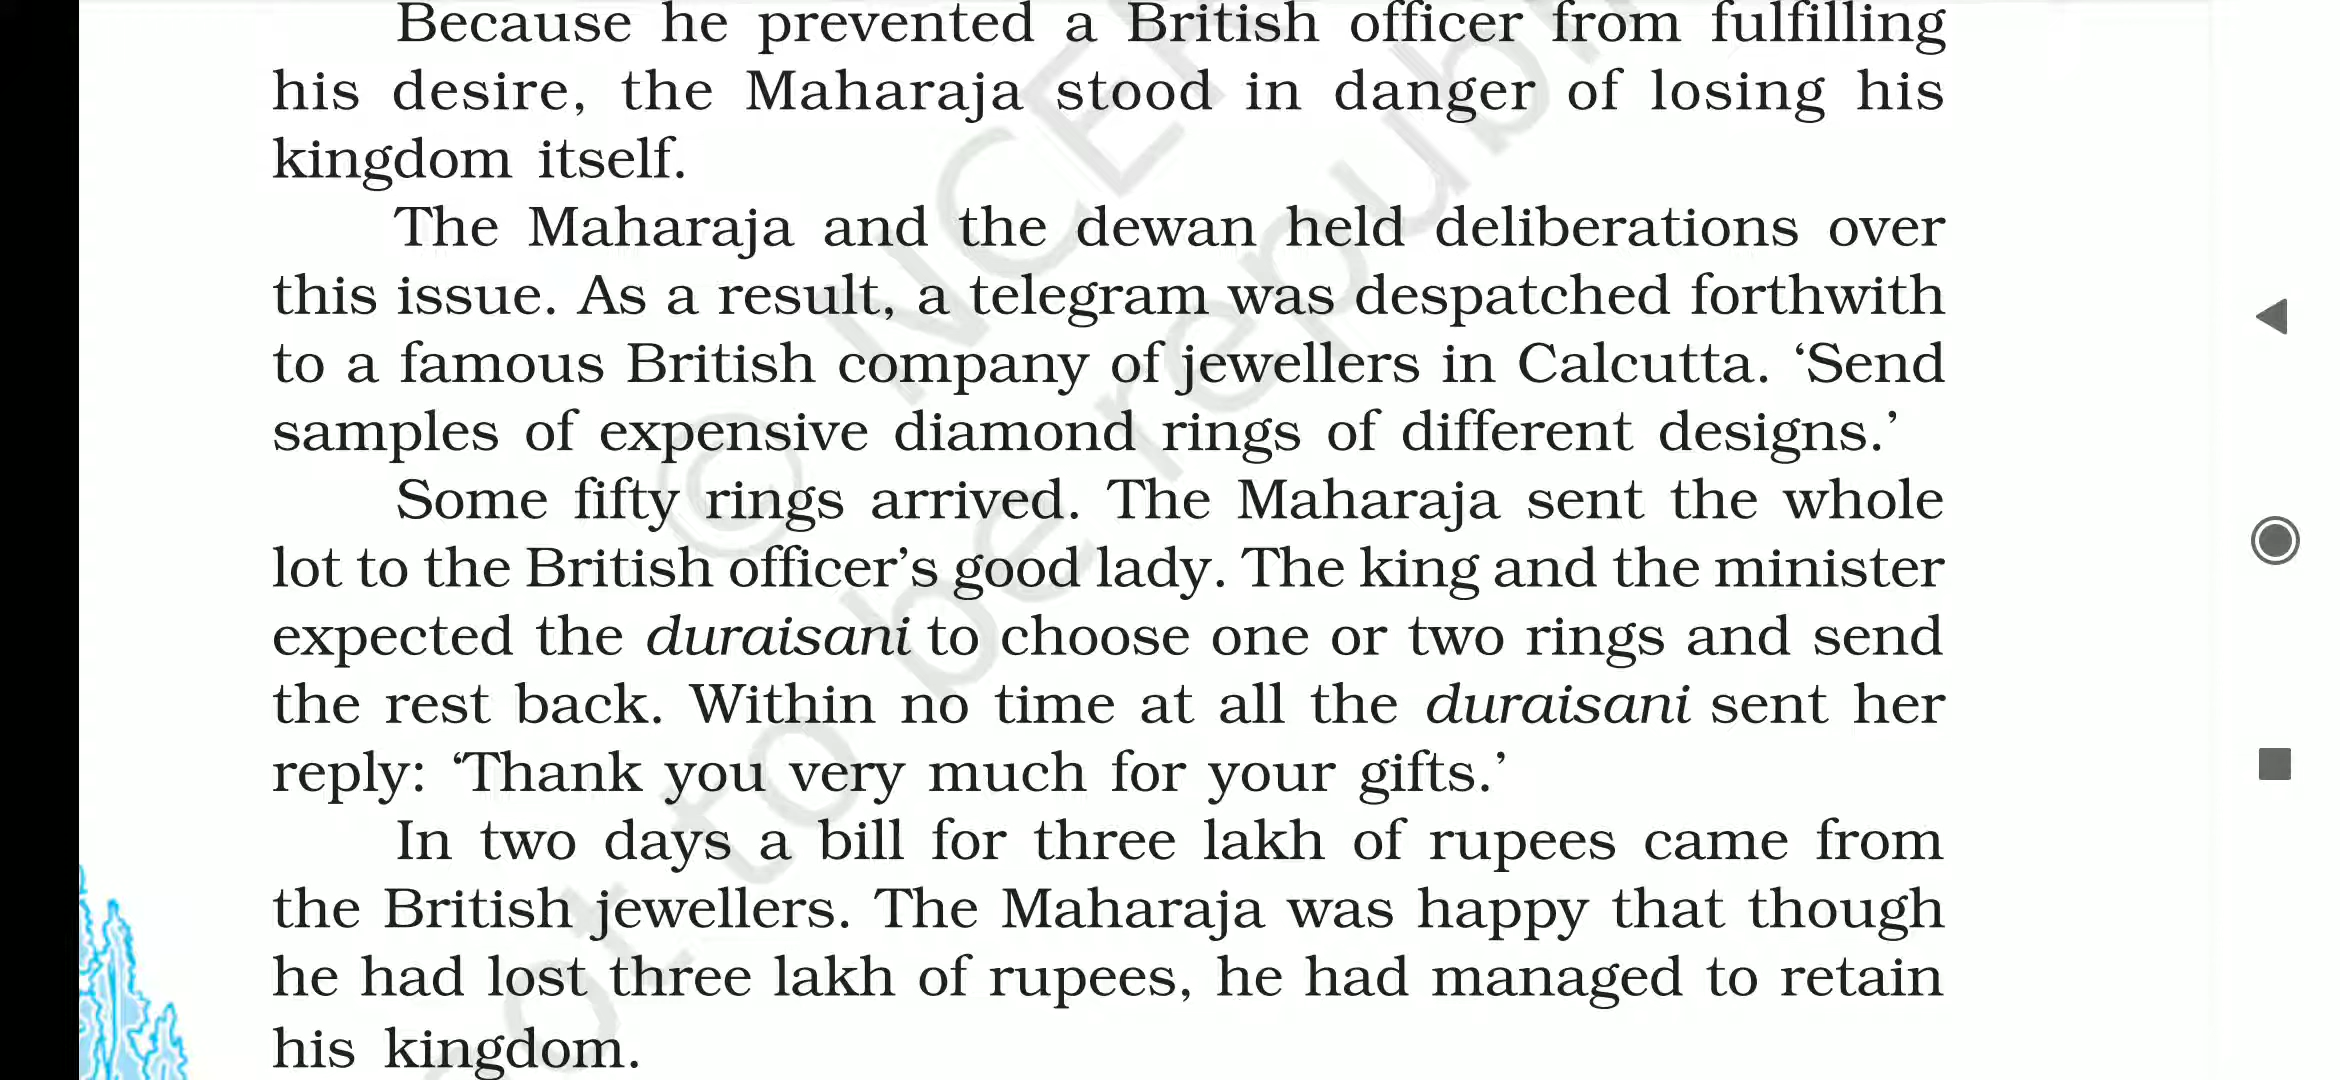 Because he prevented a British officer from fulfilling
his desire, the Maharaja stood in danger of losing his
kingdom itself.
The Maharaja and the dewan held deliberations over
this issue. As a result, a telegram was despatched forthwith
to a famous British company of jewellers in Calcutta. ‘Send
samples of expensive diamond rings of different designs.’
Some fifty rings arrived. The Maharaja sent the whole
lot to the British officer’s good lady. The king and the minister
expected the duraisani to choose one or two rings and send
the rest back. Within no time at all the duraisani sent her
reply: ‘Thank you very much for your gifts.’
In two days a bill for three lakh of rupees came from
the British jewellers. The Maharaja was happy that though
he had lost three lakh of rupees, he had managed to retain
his kingdom.